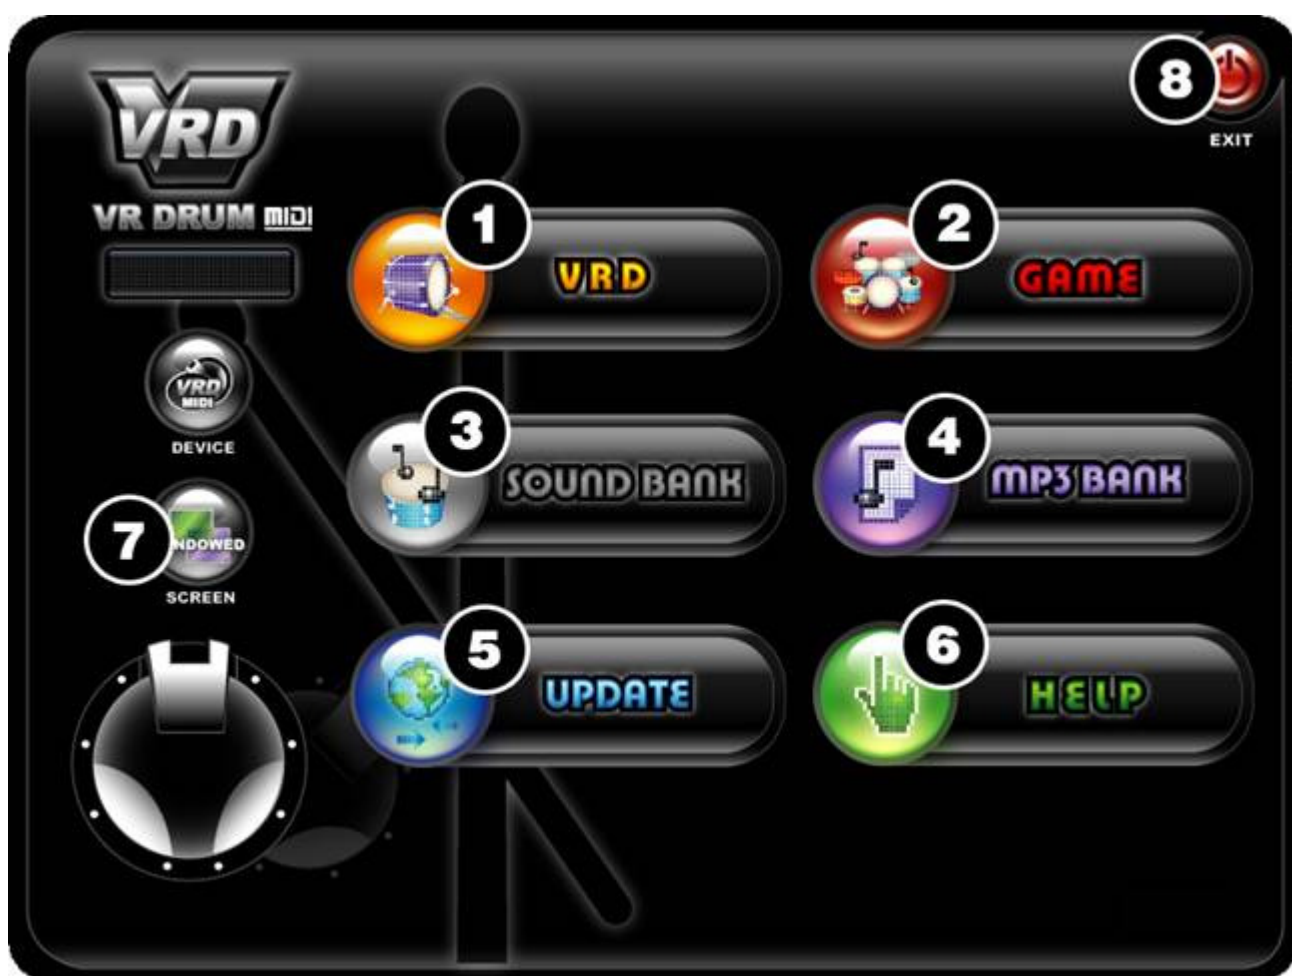 8
EXIT
VRD
VR DRUM MIDI
1
VRD
2
GAME
VRD
MIDI
DEVICE
3
SOUND BANK
4
MP3 BANK
7
NDOWED
SCREEN
5
UPDATE
6
HELP